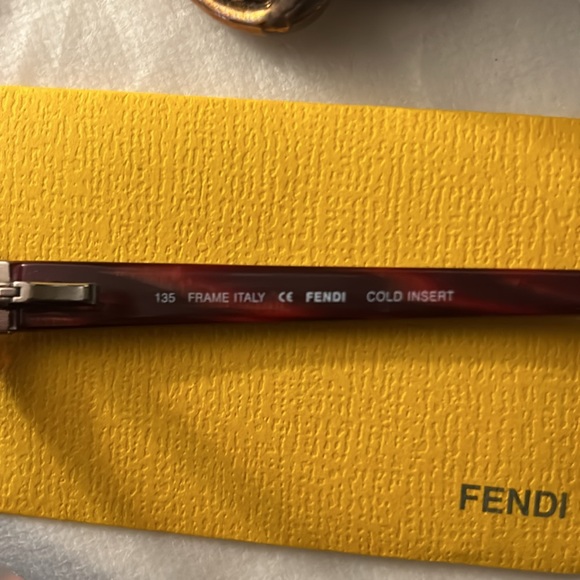 135 FRAME ITALY CE FENDI COLD INSERT
FENDI